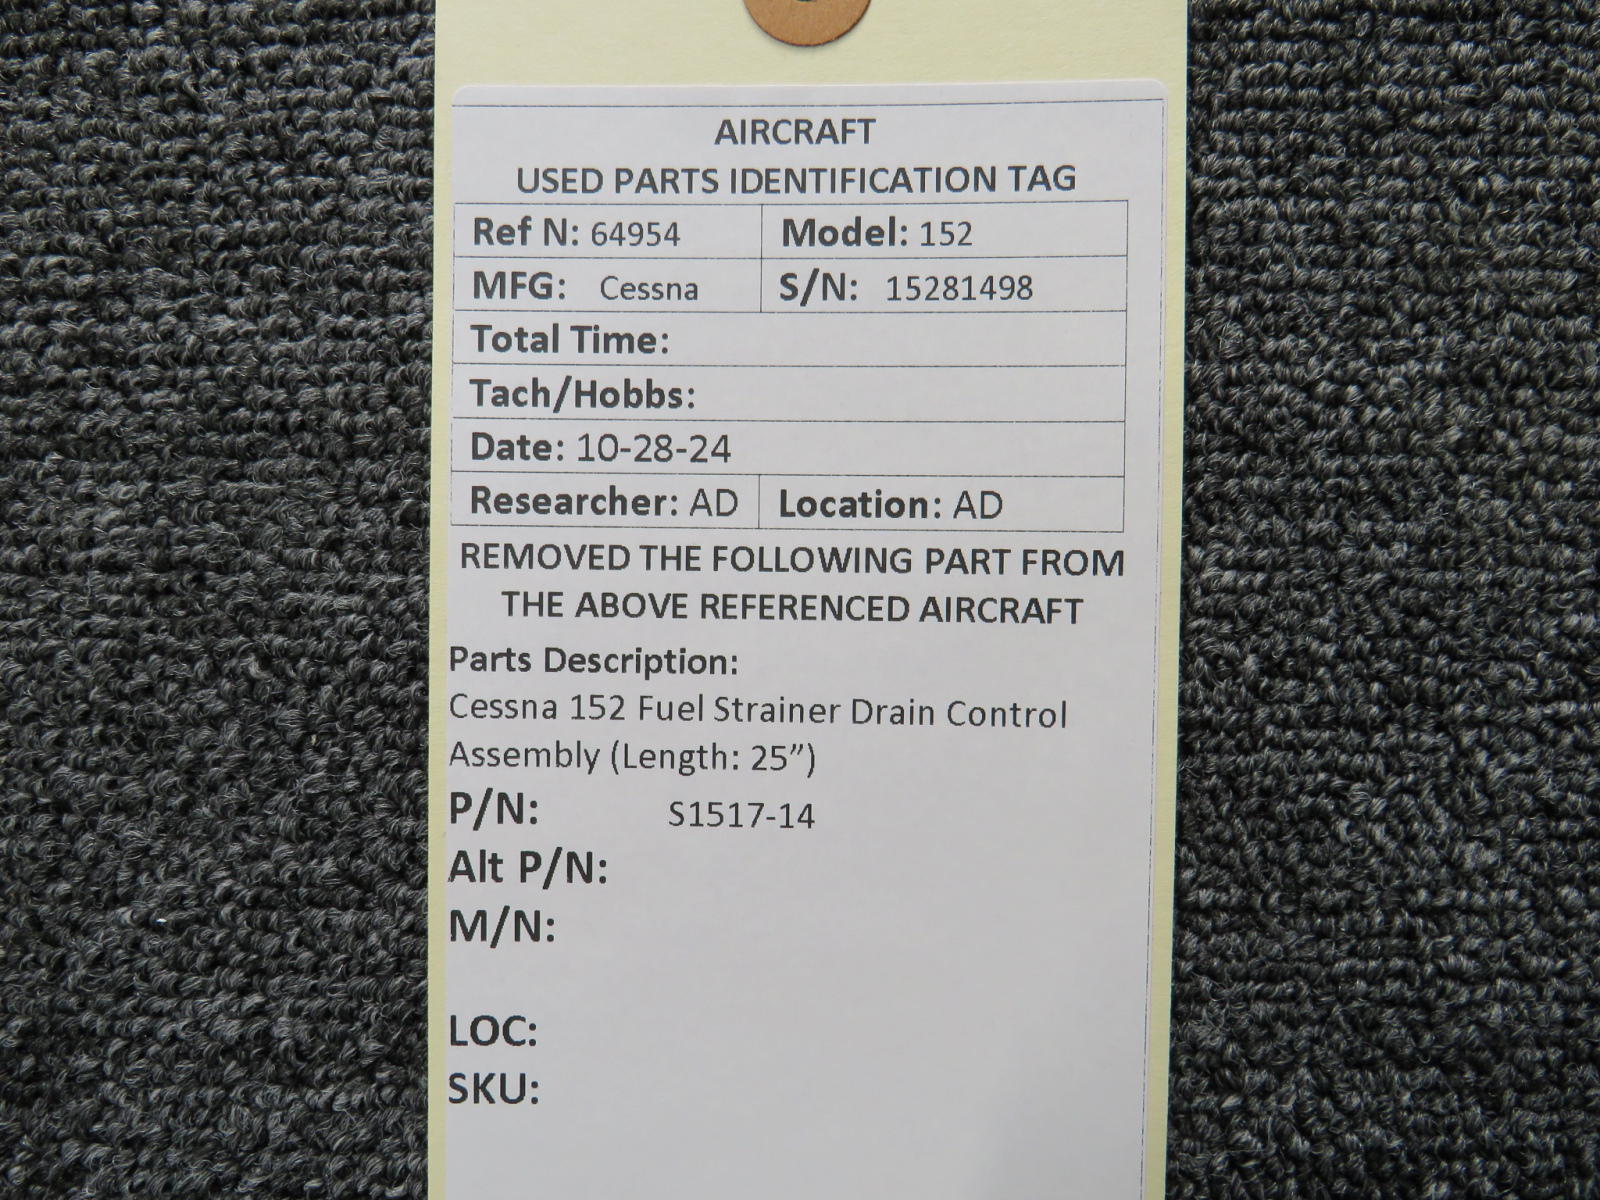 AIRCRAFT
USED PARTS IDENTIFICATION TAG
Ref N: 64954 Model: 152
MFG: Cessna S/N: 15281498
Total Time:
Tach/Hobbs:
Date: 10-28-24
Researcher: AD Location: AD
REMOVED THE FOLLOWING PART FROM
THE ABOVE REFERENCED AIRCRAFT
Parts Description:
Cessna 152 Fuel Strainer Drain Control
Assembly (Length: 25”)
P/N: S1517-14
Alt P/N:
M/N:
LOC:
SKU: